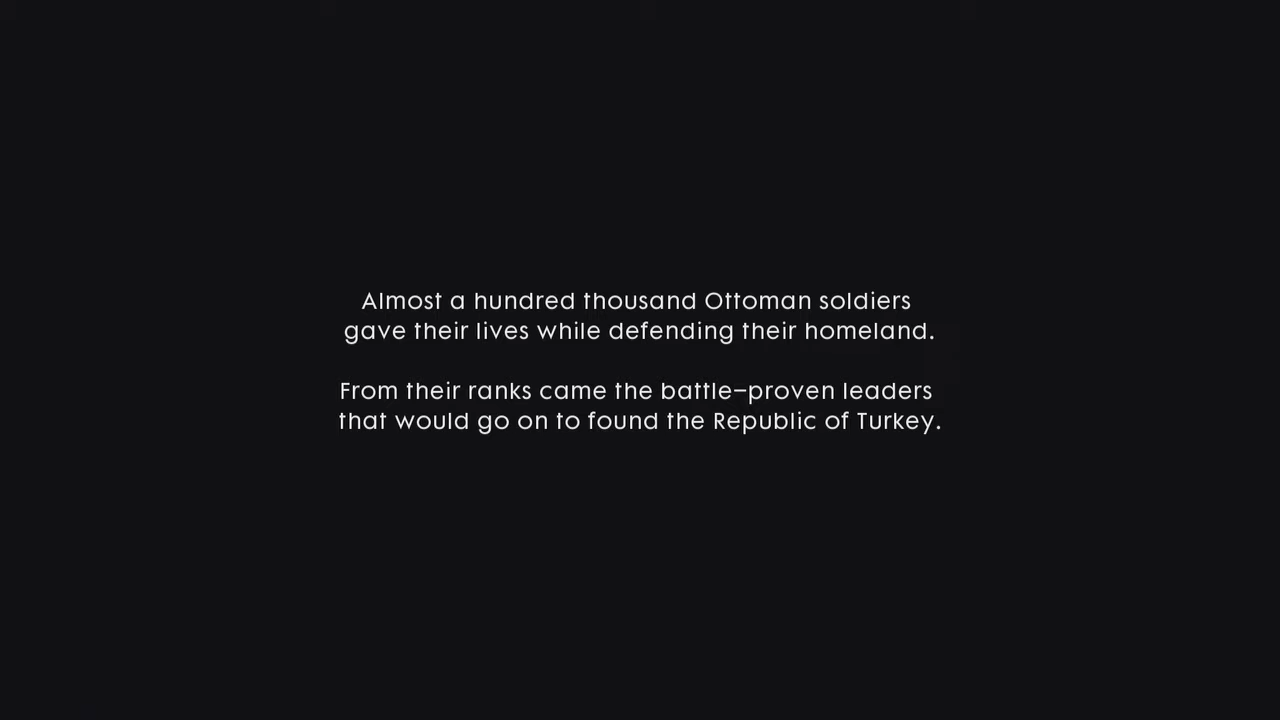 Almost a hundred thousand Ottoman soldiers
gave their lives while defending their homeland.
From their ranks came the battle-proven leaders
that would go on to found the Republic of Turkey.